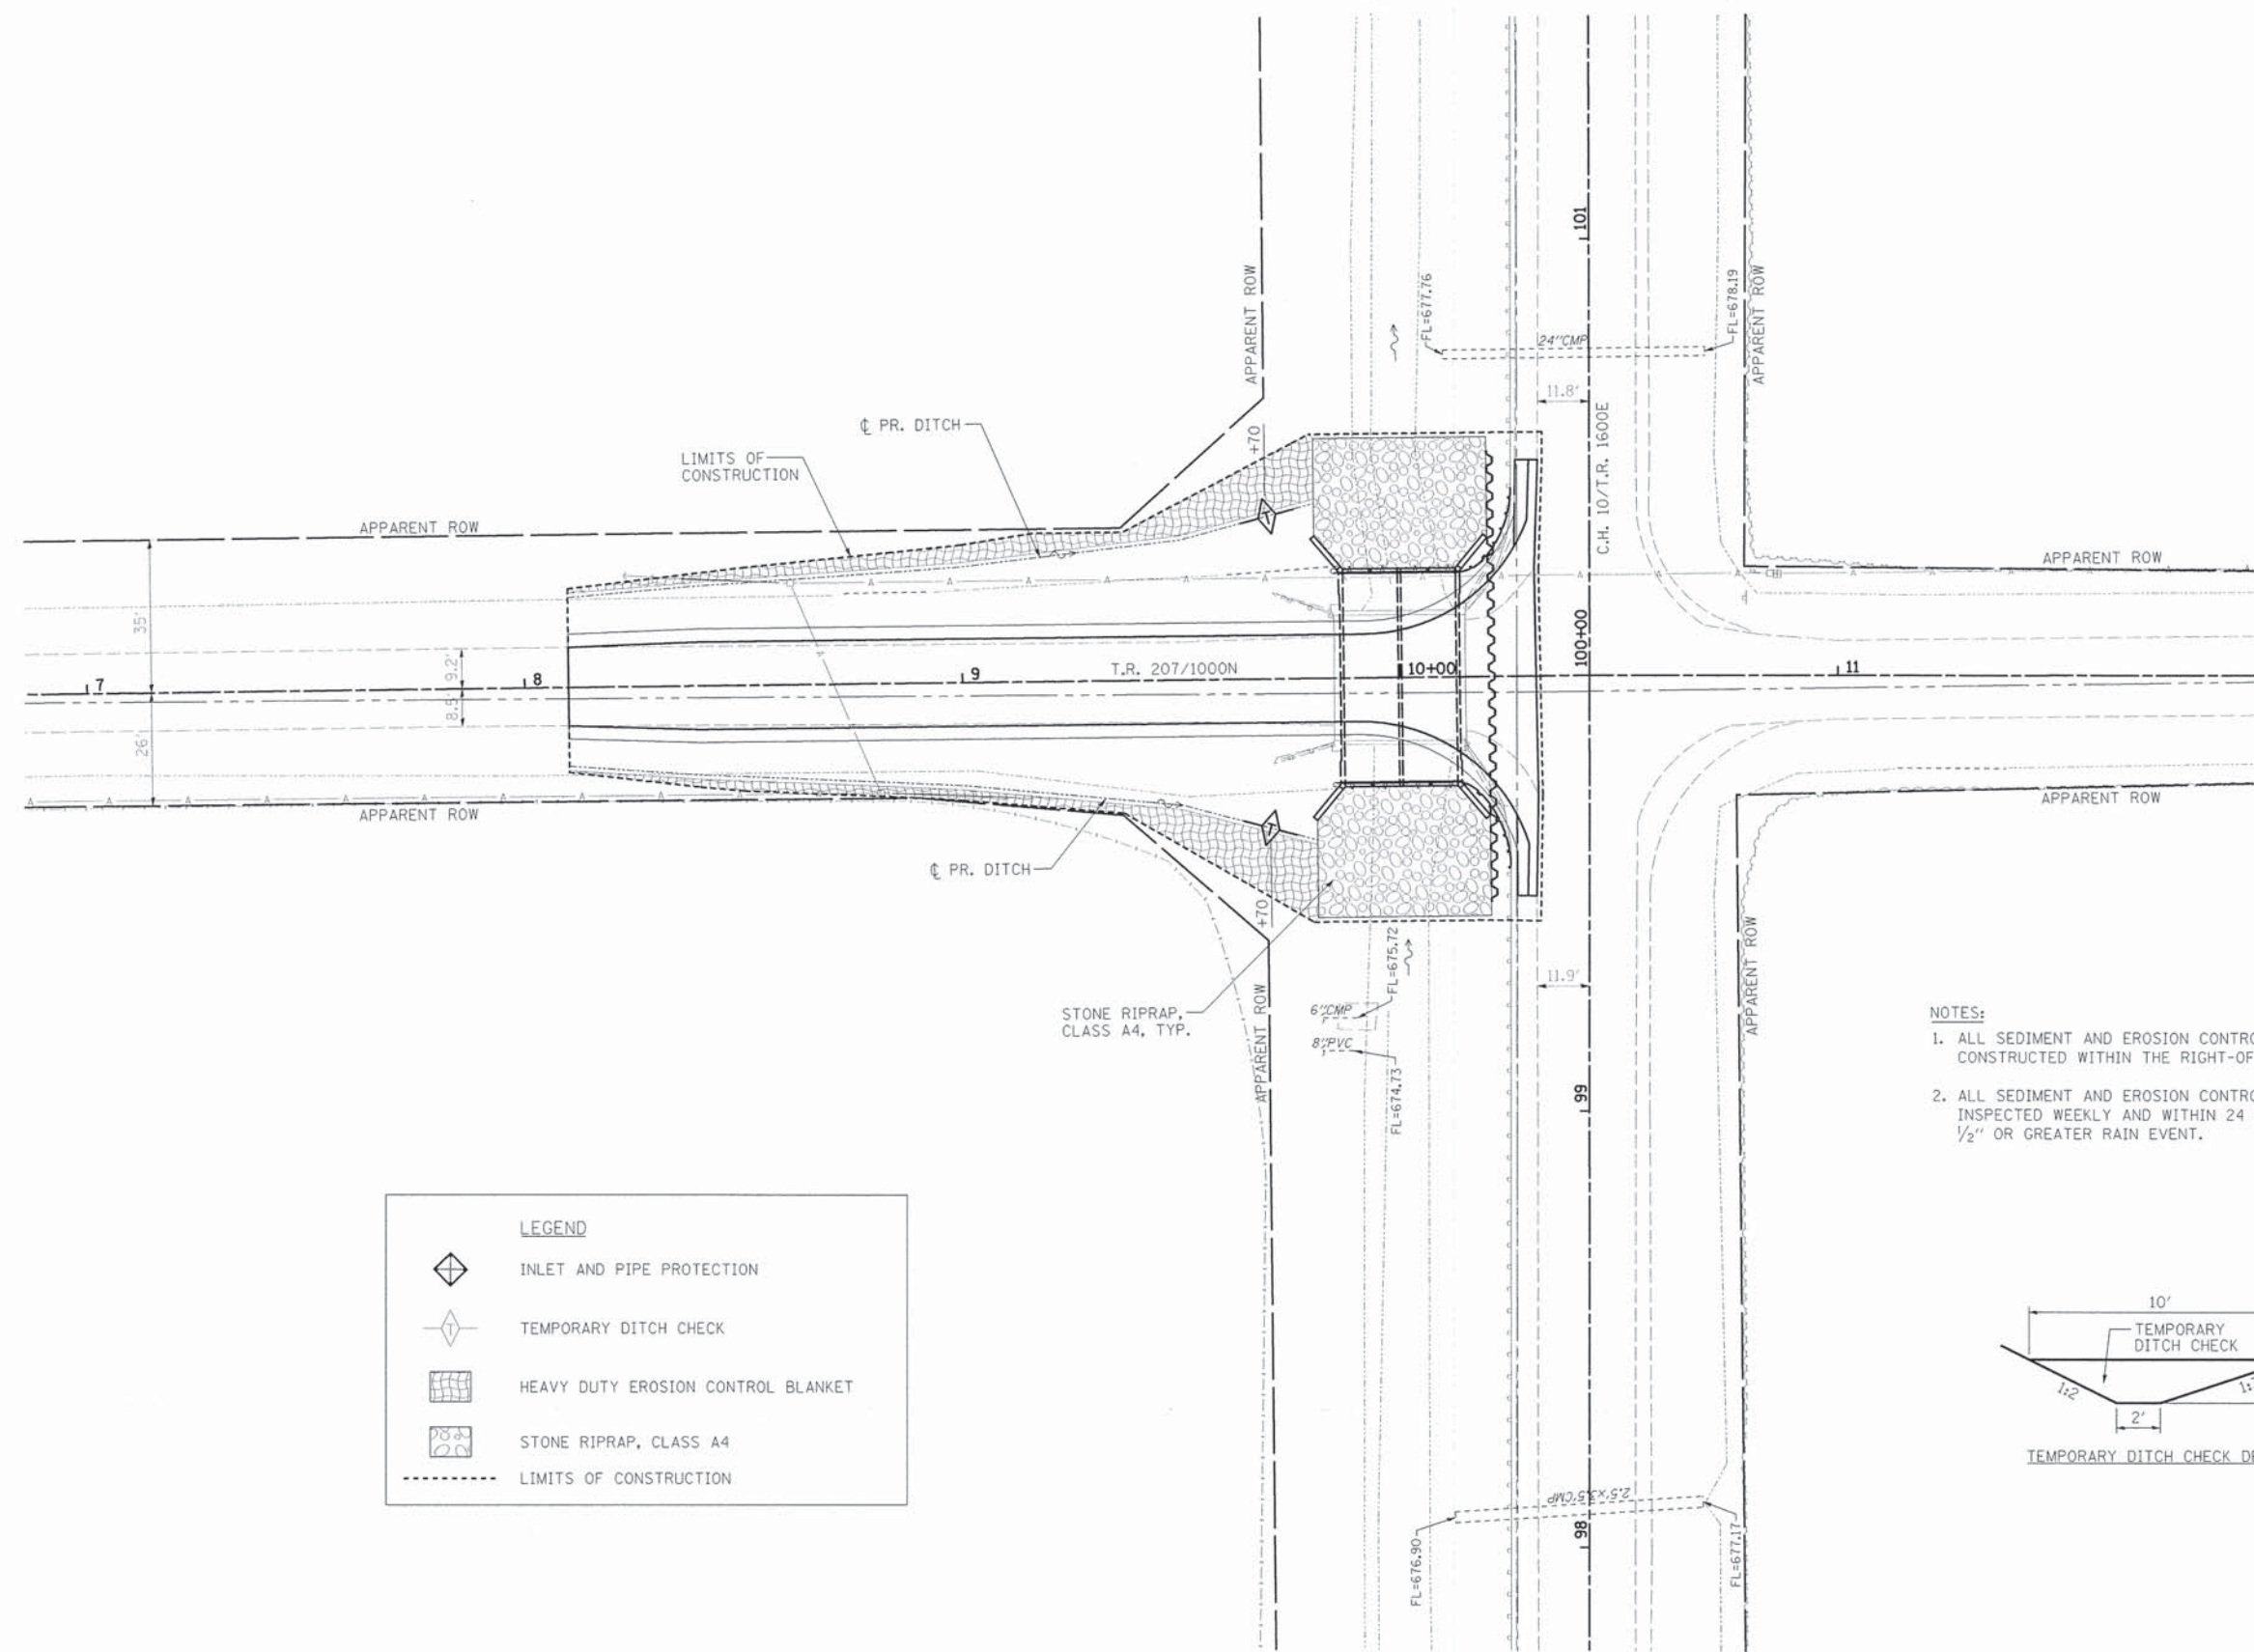 101
APPARENT ROW
FL=677.76
FL=678.19
APPARENT ROW
24"CMP
11.8'
C.H. 10/T.R. 1600E
℄ PR. DITCH
+70
LIMITS OF
CONSTRUCTION
APPARENT ROW
APPARENT ROW
35'
9.2'
8.5'
26'
7
8
9
T.R. 207/1000N
10+00
100+00
11
T
A A A A A A A A A A A
APPARENT ROW
APPARENT ROW
T
℄ PR. DITCH
+70
STONE RIPRAP,
CLASS A4, TYP.
APPARENT ROW
FL=675.72
6"CMP
8"PVC
FL=674.73
11.9'
APPARENT ROW
99
NOTES:
1. ALL SEDIMENT AND EROSION CONTRO
CONSTRUCTED WITHIN THE RIGHT-OF
2. ALL SEDIMENT AND EROSION CONTRO
INSPECTED WEEKLY AND WITHIN 24
1/2" OR GREATER RAIN EVENT.
LEGEND
INLET AND PIPE PROTECTION
T
TEMPORARY DITCH CHECK
HEAVY DUTY EROSION CONTROL BLANKET
STONE RIPRAP, CLASS A4
LIMITS OF CONSTRUCTION
10'
TEMPORARY
DITCH CHECK
1:2
2'
TEMPORARY DITCH CHECK DE
2.5'x3.5'CMP
98
FL=676.90
FL=677.17